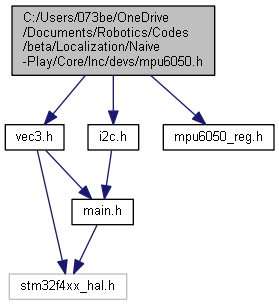 C:/Users/073be/OneDrive
/Documents/Robotics/Codes
/beta/Localization/Naive
-Play/Core/Inc/devs/mpu6050.h
vec3.h
i2c.h
mpu6050_reg.h
main.h
stm32f4xx_hal.h